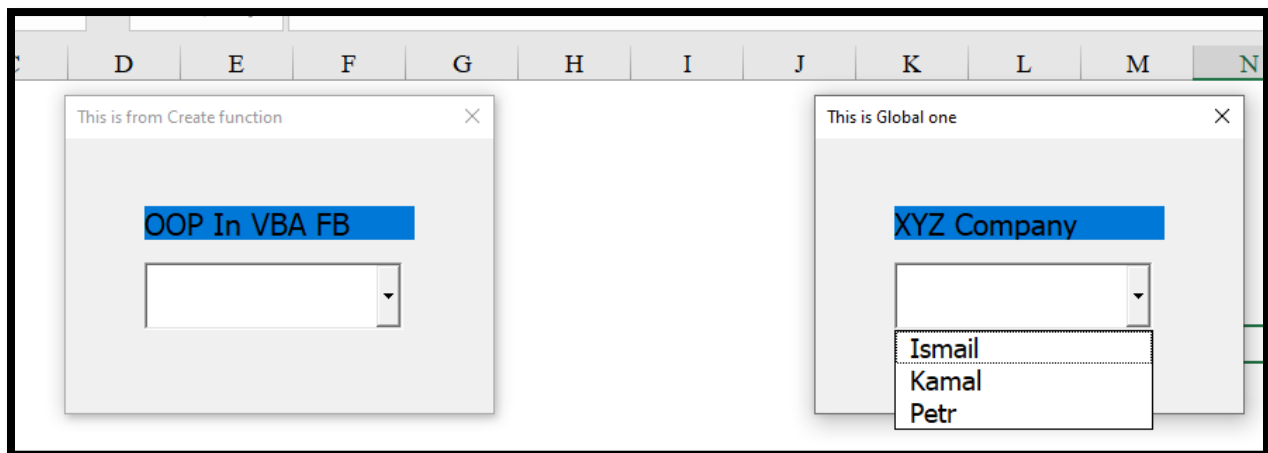 D E F G H I J K L M N
This is from Create function
This is Global one
OOP In VBA FB
XYZ Company
Ismail
Kamal
Petr